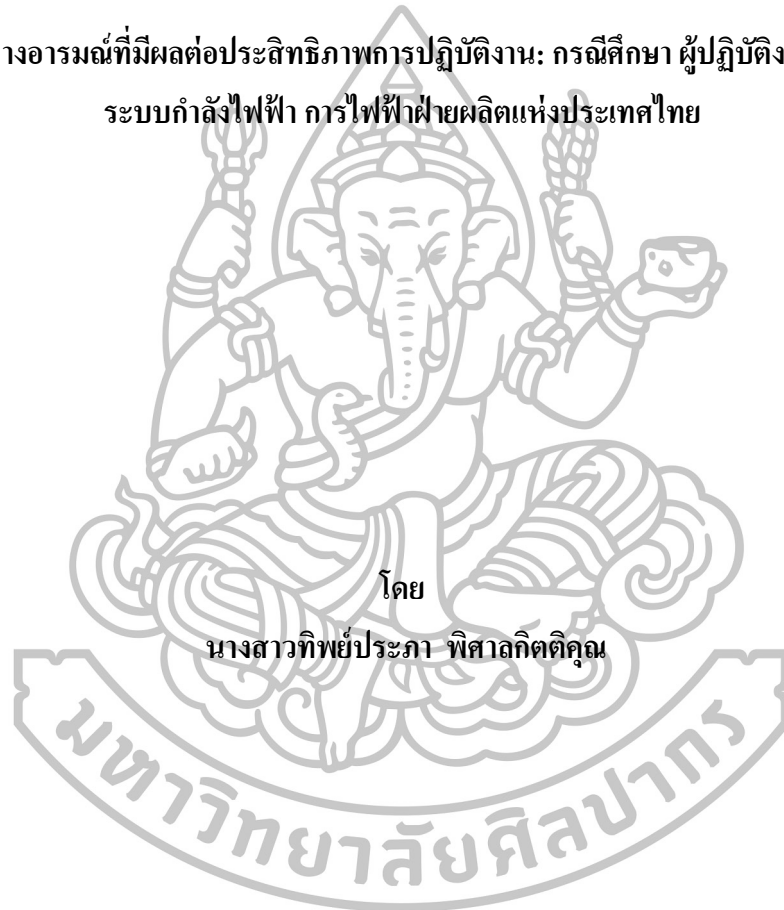 างอารมณ์ที่มีผลต่อประสิทธิภาพการปฏิบัติงาน: กรณีศึกษา ผู้ปฏิบัติง
ระบบกำลังไฟฟ้า การไฟฟ้าฝ่ายผลิตแห่งประเทศไทย
โดย
นางสาวทิพย์ประภา พิศาลกิตติคุณ
มหาวิทยาลัยศิลปากร